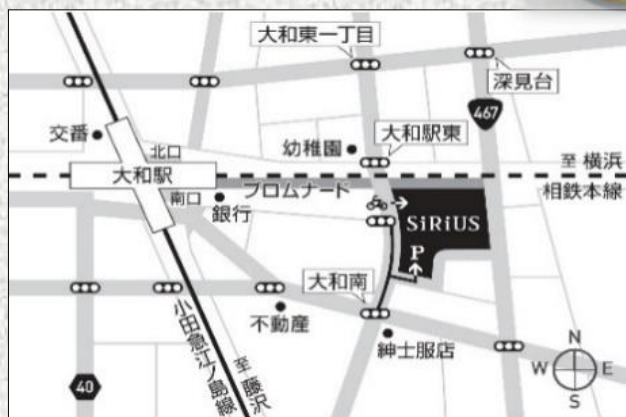 大和東一丁目
深見台
467
交番
北口
幼稚園
大和駅東
大和駅
至 横浜
相鉄本線
南口
プロムナード
銀行
SiRiUS
P
大和南
不動産
紳士服店
小田急江ノ島線
至 藤沢
40
N
W
E
S